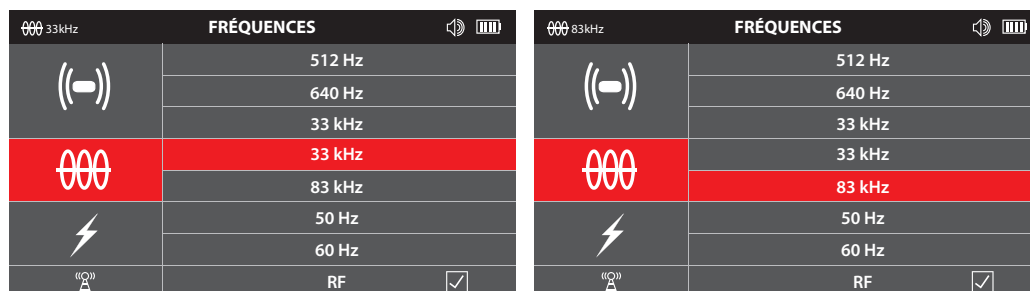 33kHz FRÉQUENCES
512 Hz
640 Hz
33 kHz
33 kHz
83 kHz
50 Hz
60 Hz
RF
83kHz FRÉQUENCES
512 Hz
640 Hz
33 kHz
33 kHz
83 kHz
50 Hz
60 Hz
RF